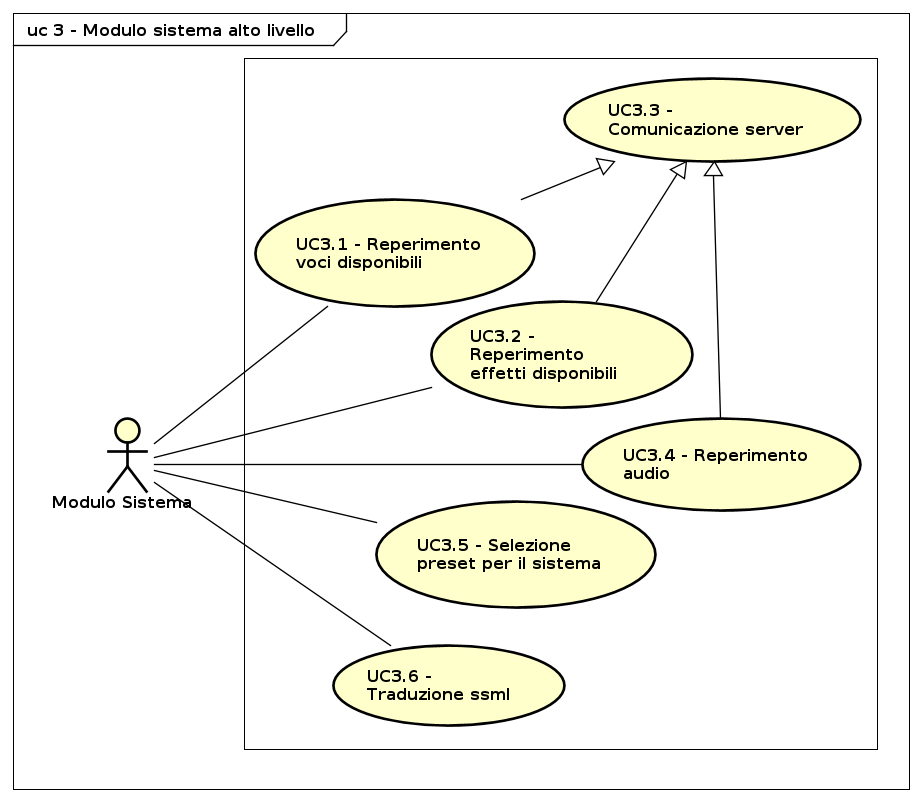 uc 3 - Modulo sistema alto livello
UC3.3 -
Comunicazione server
UC3.1 - Reperimento
voci disponibili
UC3.2 -
Reperimento
effetti disponibili
UC3.4 - Reperimento
audio
Modulo Sistema
UC3.5 - Selezione
preset per il sistema
UC3.6 -
Traduzione ssml